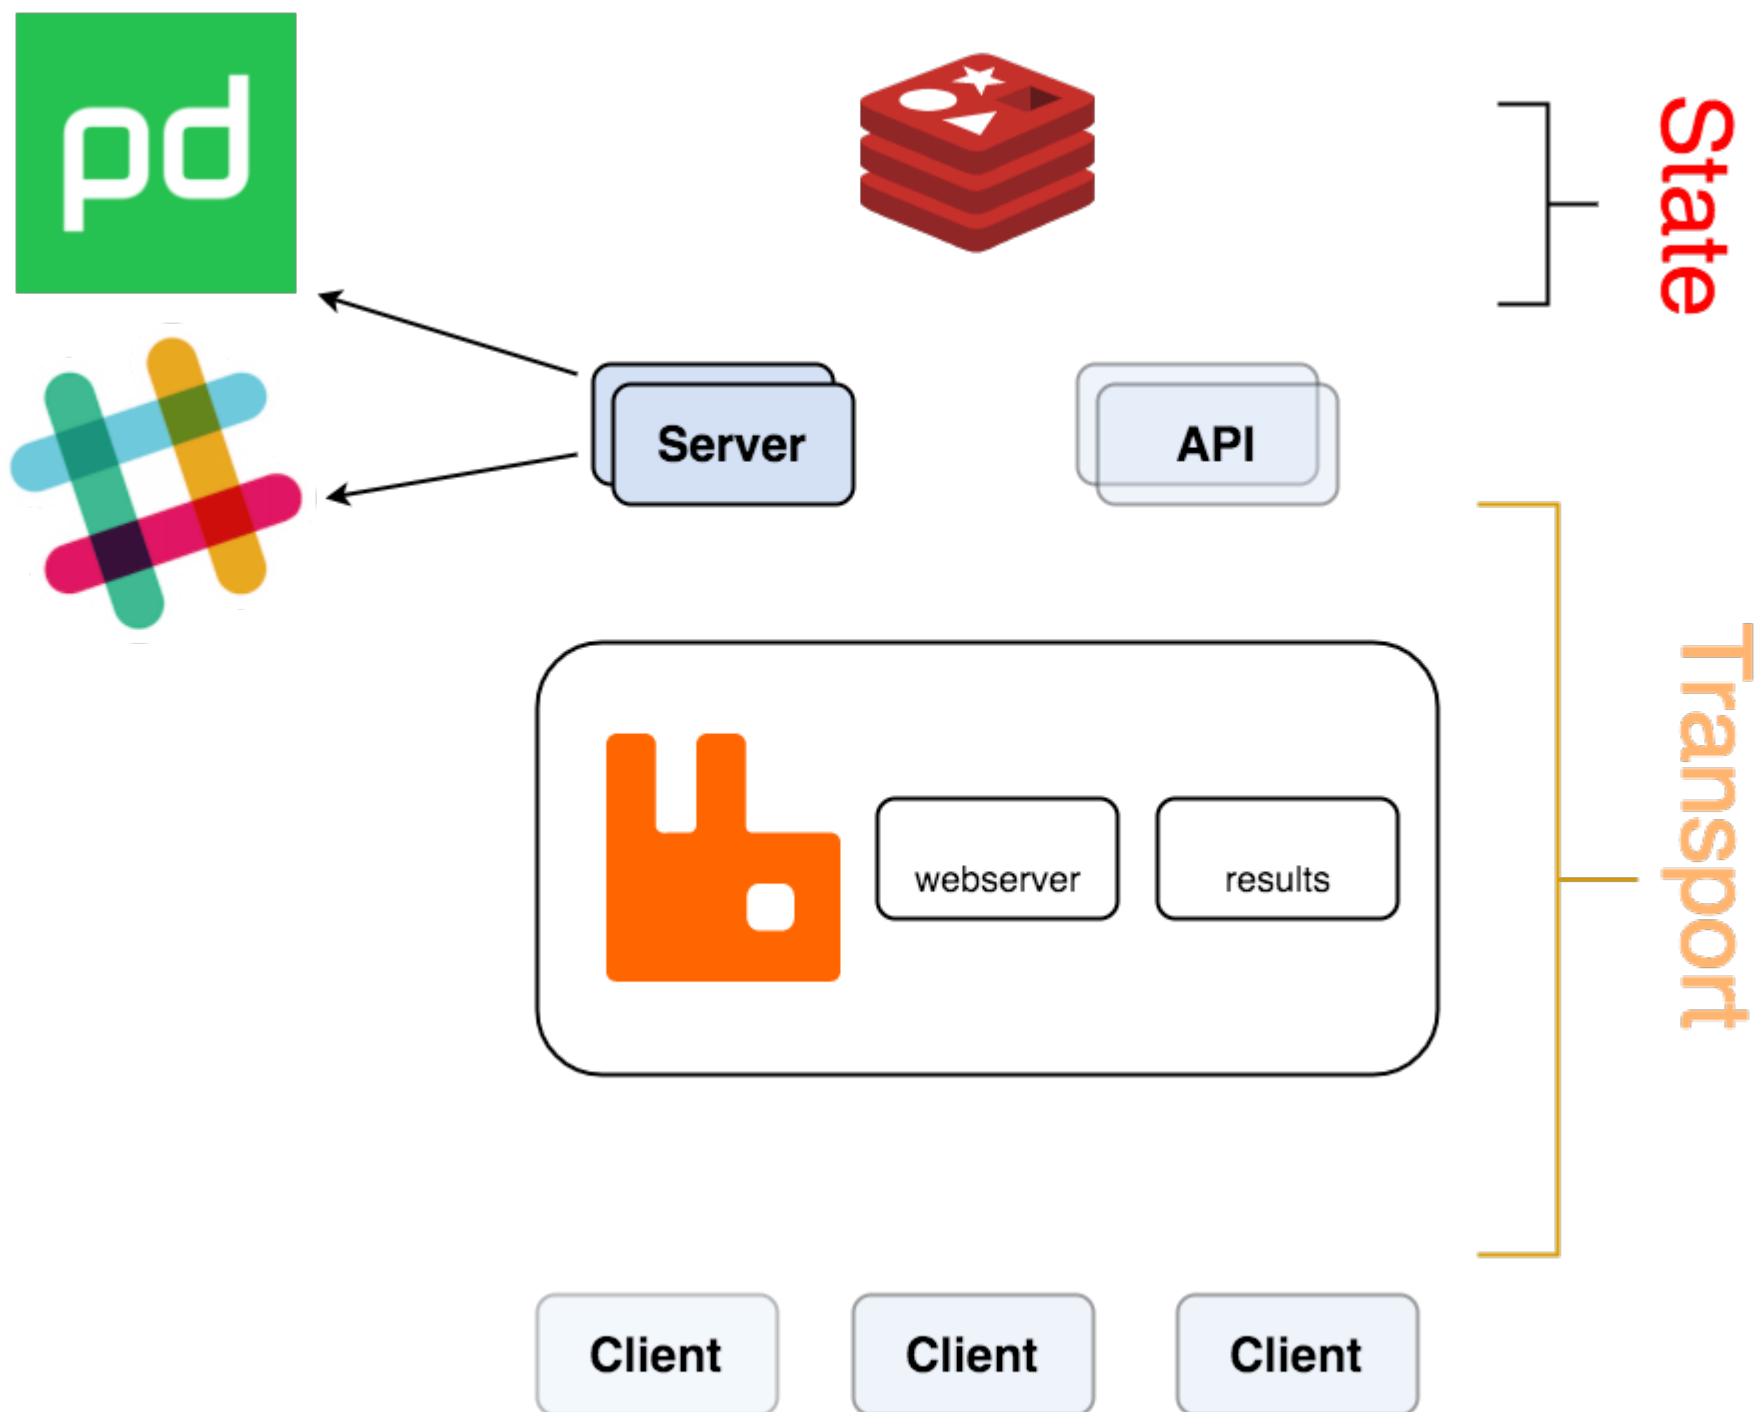 pd
State
Server
API
Transport
webserver
results
Client
Client
Client